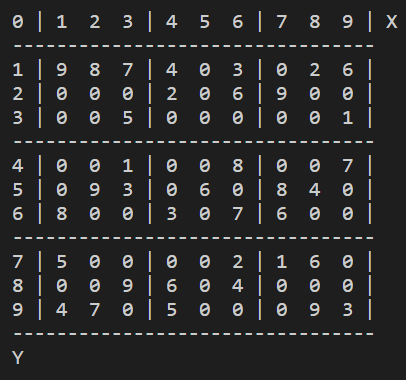 0 | 1 2 3 | 4 5 6 | 7 8 9 | X
---------------------------------
1 | 9 8 7 | 4 0 3 | 0 2 6 |
2 | 0 0 0 | 2 0 6 | 9 0 0 |
3 | 0 0 5 | 0 0 0 | 0 0 1 |
---------------------------------
4 | 0 0 1 | 0 0 8 | 0 0 7 |
5 | 0 9 3 | 0 6 0 | 8 4 0 |
6 | 8 0 0 | 3 0 7 | 6 0 0 |
---------------------------------
7 | 5 0 0 | 0 0 2 | 1 6 0 |
8 | 0 0 9 | 6 0 4 | 0 0 0 |
9 | 4 7 0 | 5 0 0 | 0 9 3 |
---------------------------------
Y